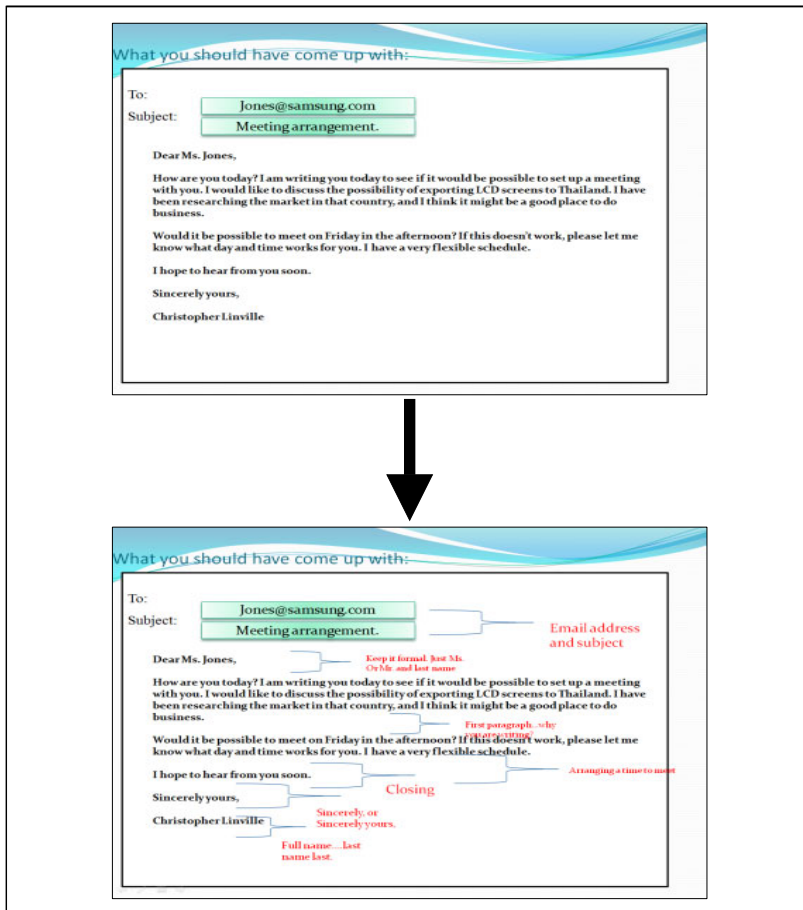 What you should have come up with:
To:
Jones@samsung.com
Subject:
Meeting arrangement.
Dear Ms. Jones,
How are you today? I am writing you today to see if it would be possible to set up a meeting
with you. I would like to discuss the possibility of exporting LCD screens to Thailand. I have
been researching the market in that country, and I think it might be a good place to do
business.
Would it be possible to meet on Friday in the afternoon? If this doesn't work, please let me
know what day and time works for you. I have a very flexible schedule.
I hope to hear from you soon.
Sincerely yours,
Christopher Linville
What you should have come up with:
To:
Jones@samsung.com
Subject:
Meeting arrangement.
Email address
and subject
Dear Ms. Jones,
Keep it formal. Just Ms.
Or Mr. and last name
How are you today? I am writing you today to see if it would be possible to set up a meeting
with you. I would like to discuss the possibility of exporting LCD screens to Thailand. I have
been researching the market in that country, and I think it might be a good place to do
business.
First paragraph...why
you are writing?
Would it be possible to meet on Friday in the afternoon? If this doesn't work, please let me
know what day and time works for you. I have a very flexible schedule.
Arranging a time to meet
I hope to hear from you soon.
Closing
Sincerely yours,
Sincerely, or
Sincerely yours,
Christopher Linville
Full name....last
name last.